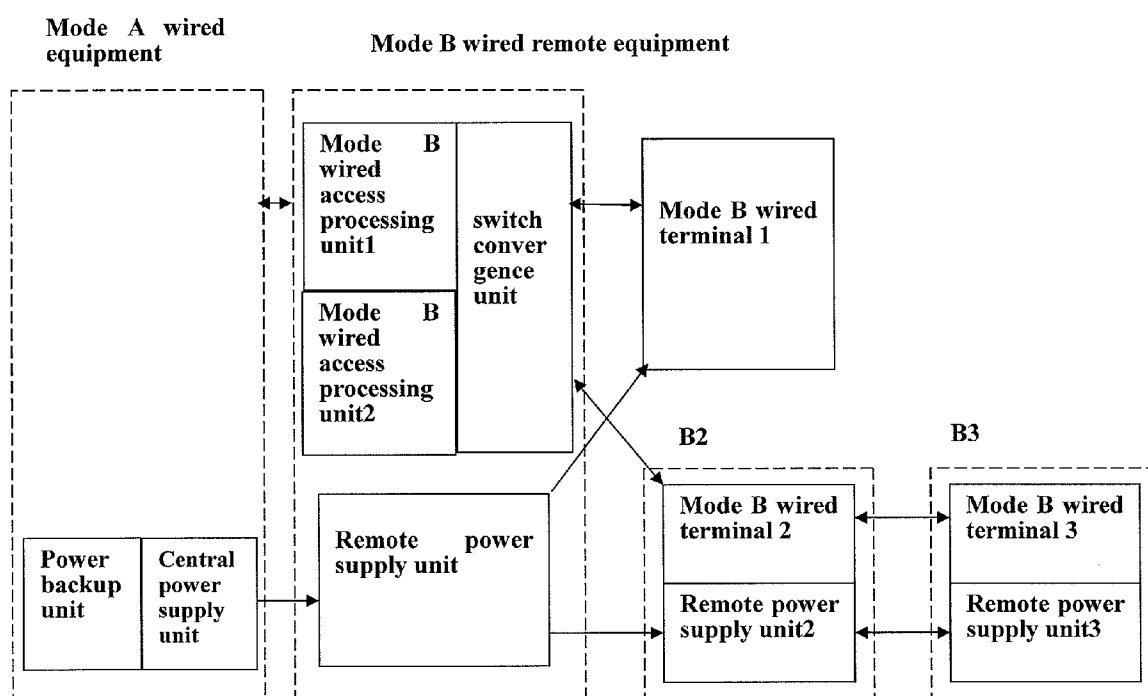 Mode A wired
equipment
Mode B wired remote equipment
Mode B
wired
access
processing
unit1
switch
conver
gence
unit
Mode B wired
terminal 1
Mode B
wired
access
processing
unit2
B2
B3
Remote power
supply unit
Mode B wired
terminal 2
Mode B wired
terminal 3
Power
backup
unit
Central
power
supply
unit
Remote power
supply unit2
Remote power
supply unit3